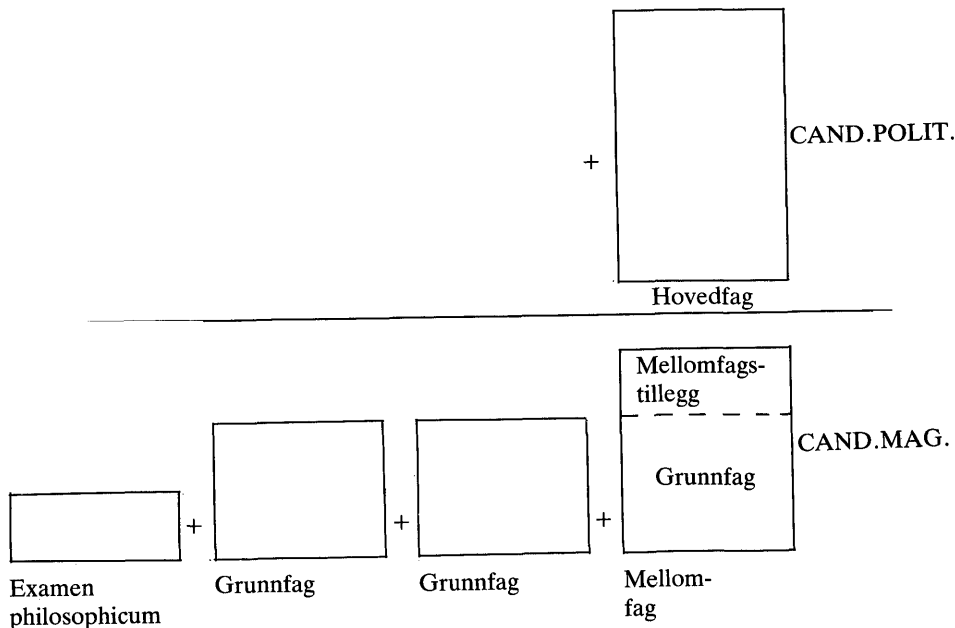 +
CAND.POLIT.
Hovedfag
Mellomfags-
tillegg
Grunnfag
CAND.MAG.
+
+
+
Examen
philosophicum
Grunnfag
Grunnfag
Mellom-
fag